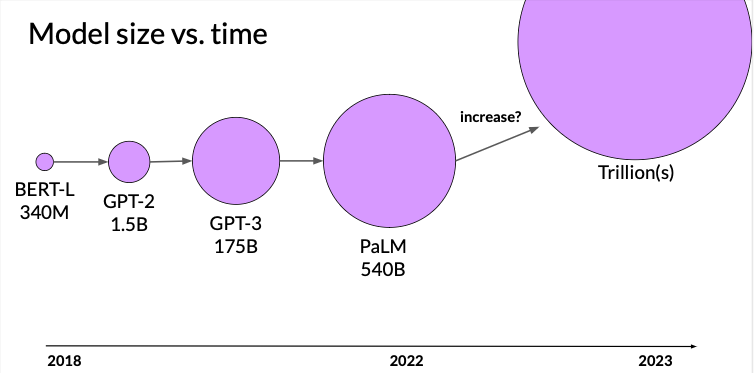 Model size vs. time
increase?
BERT-L
340M
GPT-2
1.5B
GPT-3
175B
PaLM
540B
Trillion(s)
2018
2022
2023